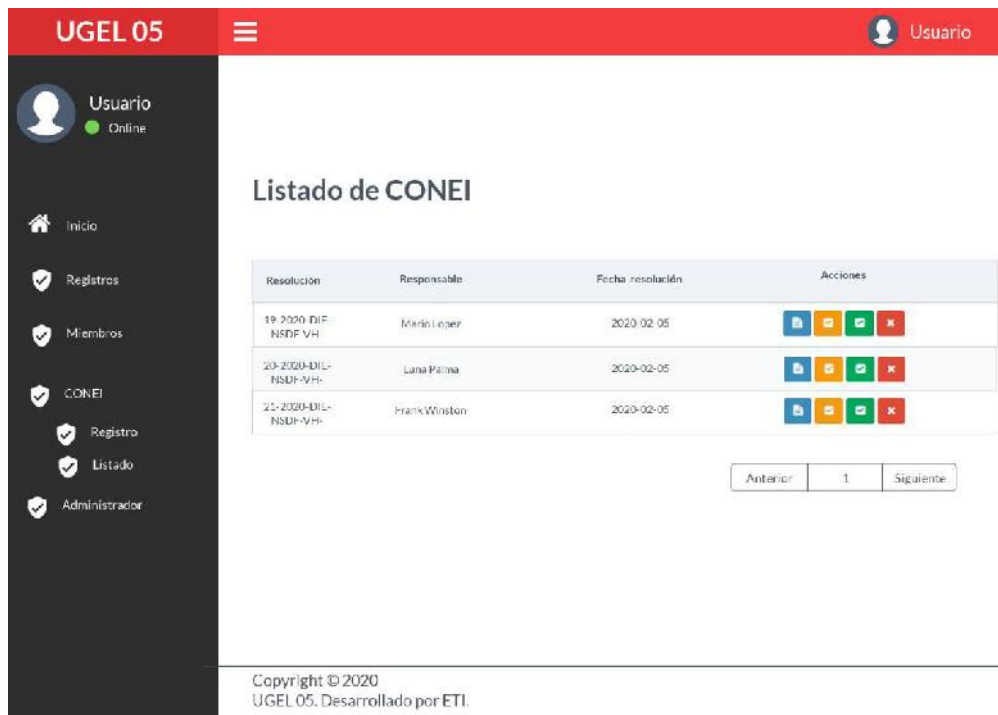 UGEL 05
Usuario
Usuario
Online
Inicio
Registros
Miembros
CONEI
Registro
Listado
Administrador
Listado de CONEI
Resolución Responsable Fecha resolución Acciones
19-2020-DIE-
NSDF-VH-
Mario Lopez 2020-02-05
20-2020-DIE-
NSDF-VH-
Luna Palma 2020-02-05
21-2020-DIE-
NSDF-VH-
Frank Winston 2020-02-05
Anterior 1 Siguiente
Copyright © 2020
UGEL 05. Desarrollado por ETI.